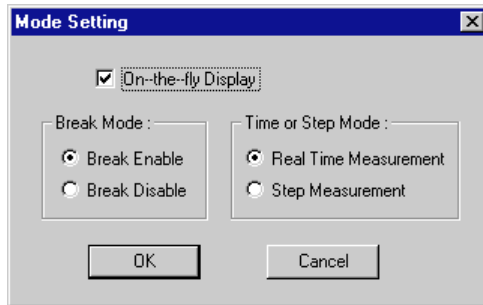 Mode Setting
On--the--fly Display
Break Mode :
Break Enable
Break Disable
Time or Step Mode :
Real Time Measurement
Step Measurement
OK
Cancel